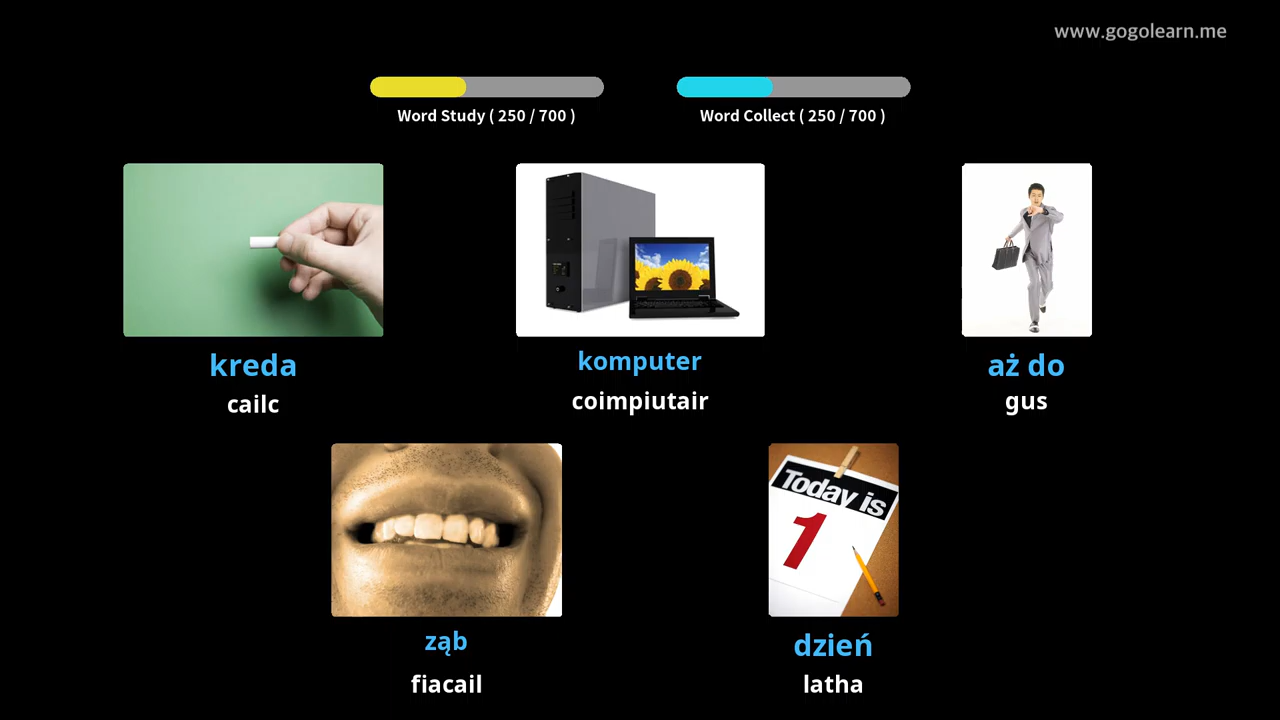 www.gogolearn.me
Word Study ( 250 / 700 )
Word Collect ( 250 / 700 )
kreda
cailc
komputer
coimpiutair
aż do
gus
Today is
1
ząb
fiacail
dzień
latha